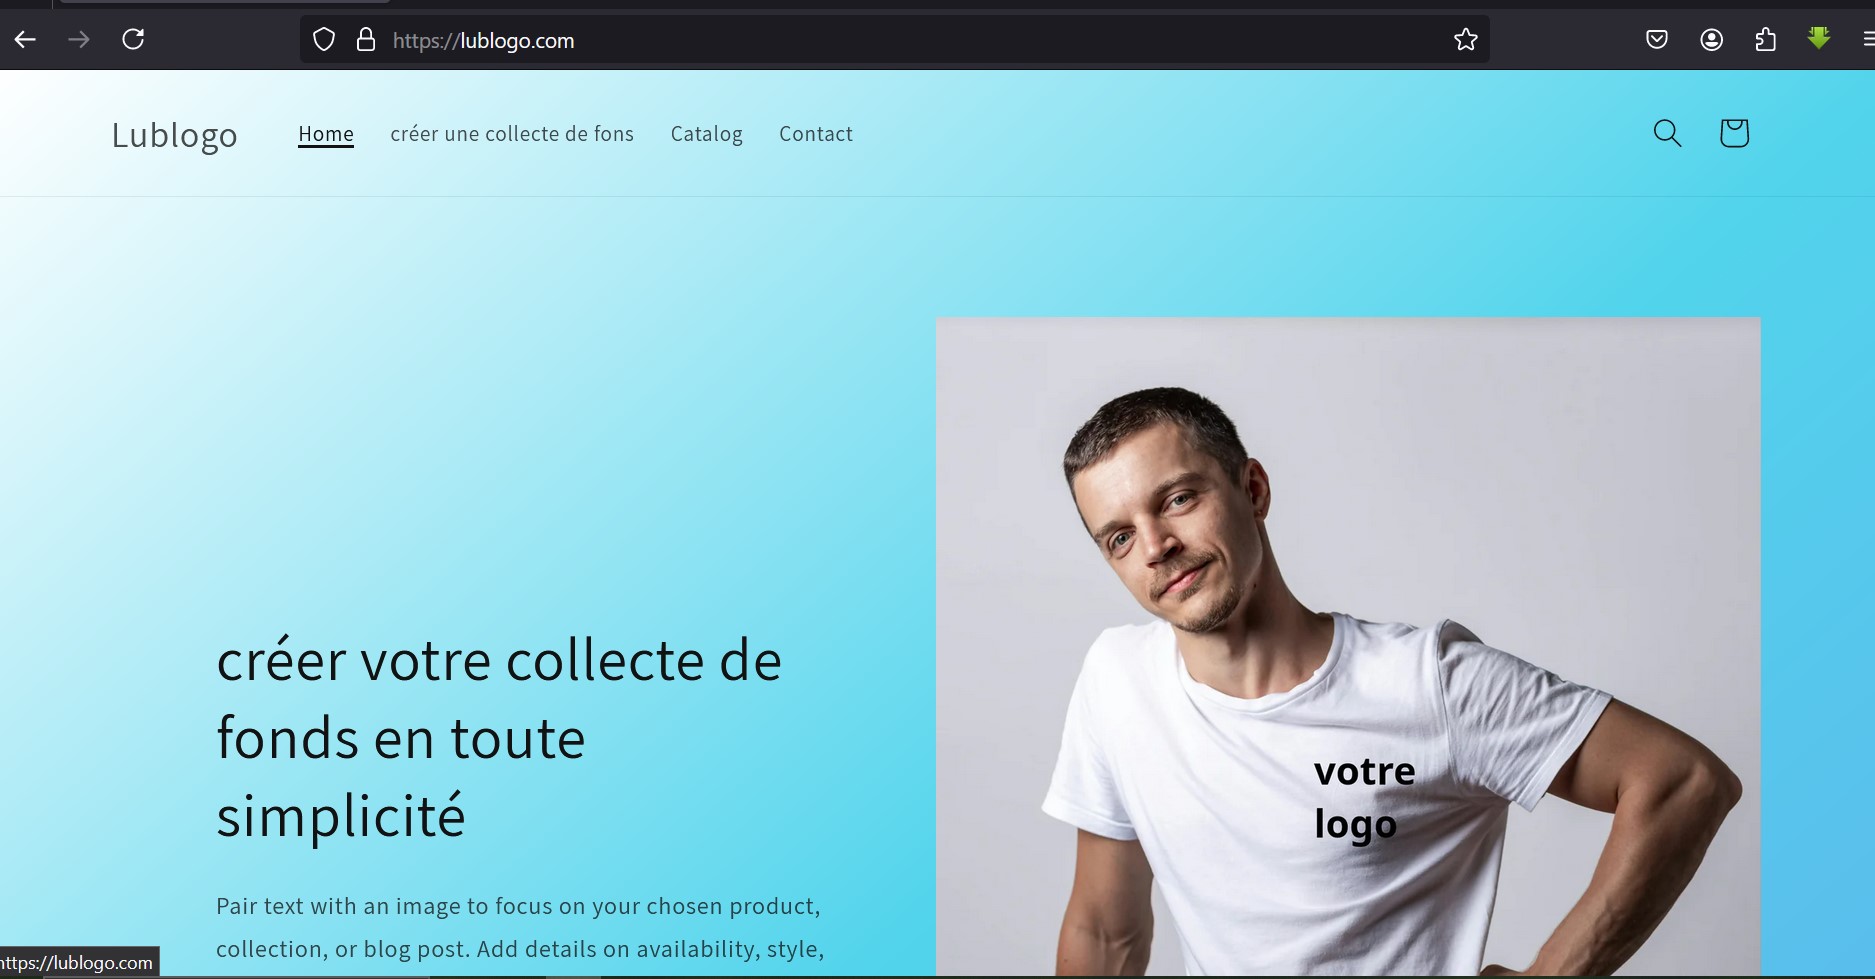 https://lublogo.com
Lublogo
Home créer une collecte de fons Catalog Contact
créer votre collecte de
fonds en toute
simplicité
votre
logo
Pair text with an image to focus on your chosen product,
collection, or blog post. Add details on availability, style,
https://lublogo.com